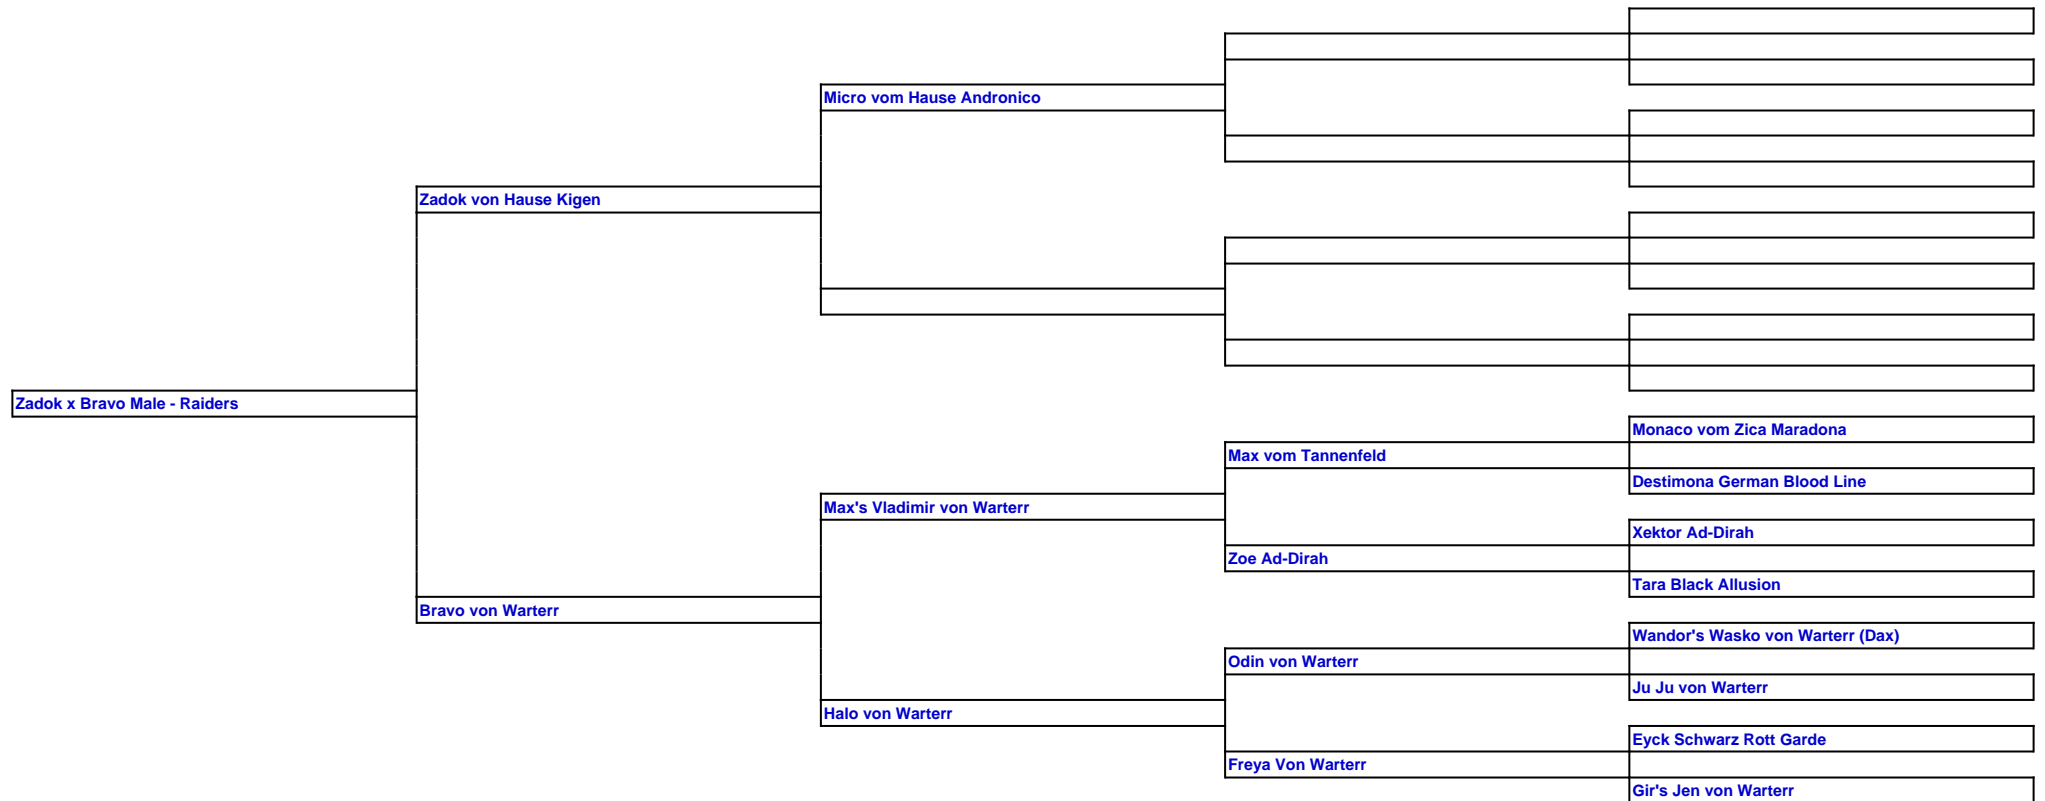 Micro vom Hause Andronico
Zadok von Hause Kigen
Zadok x Bravo Male - Raiders
Monaco vom Zica Maradona
Max vom Tannenfeld
Destimona German Blood Line
Max's Vladimir von Warterr
Xektor Ad-Dirah
Zoe Ad-Dirah
Tara Black Allusion
Bravo von Warterr
Wandor's Wasko von Warterr (Dax)
Odin von Warterr
Ju Ju von Warterr
Halo von Warterr
Eyck Schwarz Rott Garde
Freya Von Warterr
Gir's Jen von Warterr